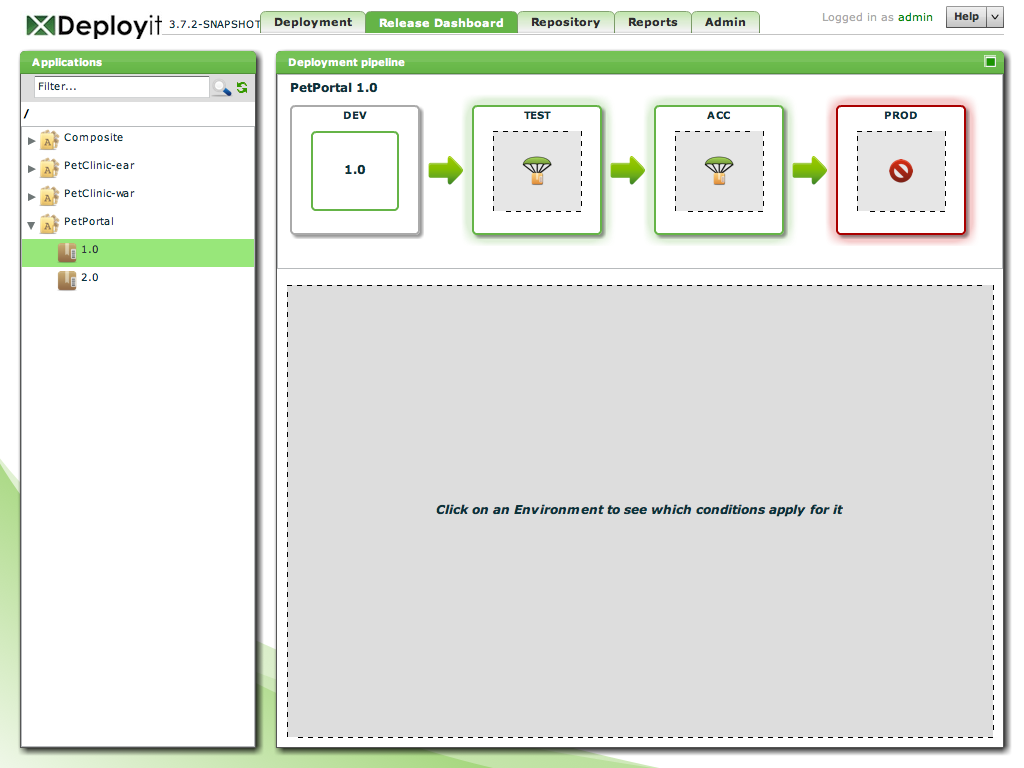 Deployit 3.7.2-SNAPSHOT
Deployment
Release Dashboard
Repository
Reports
Admin
Logged in as admin
Help
Applications
Filter...
/
Composite
PetClinic-ear
PetClinic-war
PetPortal
1.0
2.0
Deployment pipeline
PetPortal 1.0
DEV
1.0
TEST
ACC
PROD
Click on an Environment to see which conditions apply for it